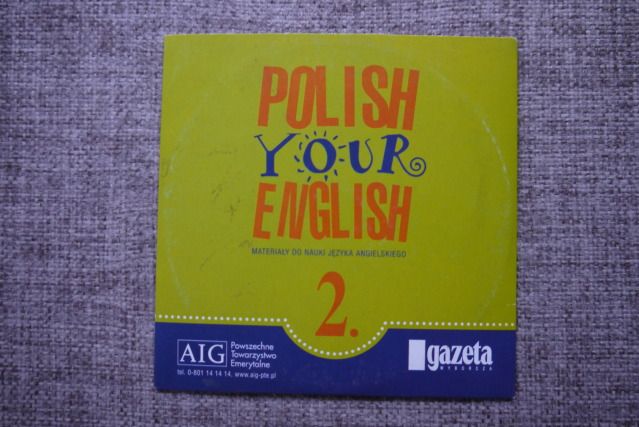 POLISH
YOUR
ENGLISH
MATERIAŁY DO NAUKI JĘZYKA ANGIELSKIEGO
2.
AIG
Powszechne
Towarzystwo
Emerytalne
tel. 0-801 14 14 14, www.aig-pte.pl
gazeta
WYBORCZA